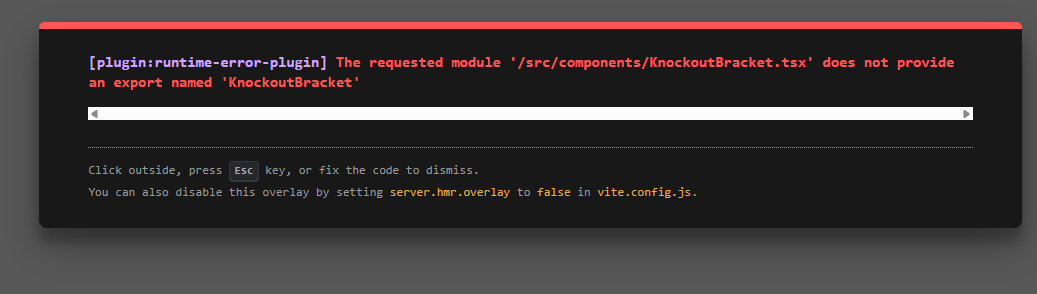 [plugin:runtime-error-plugin] The requested module '/src/components/KnockoutBracket.tsx' does not provide
an export named 'KnockoutBracket'
Click outside, press Esc key, or fix the code to dismiss.
You can also disable this overlay by setting server.hmr.overlay to false in vite.config.js.